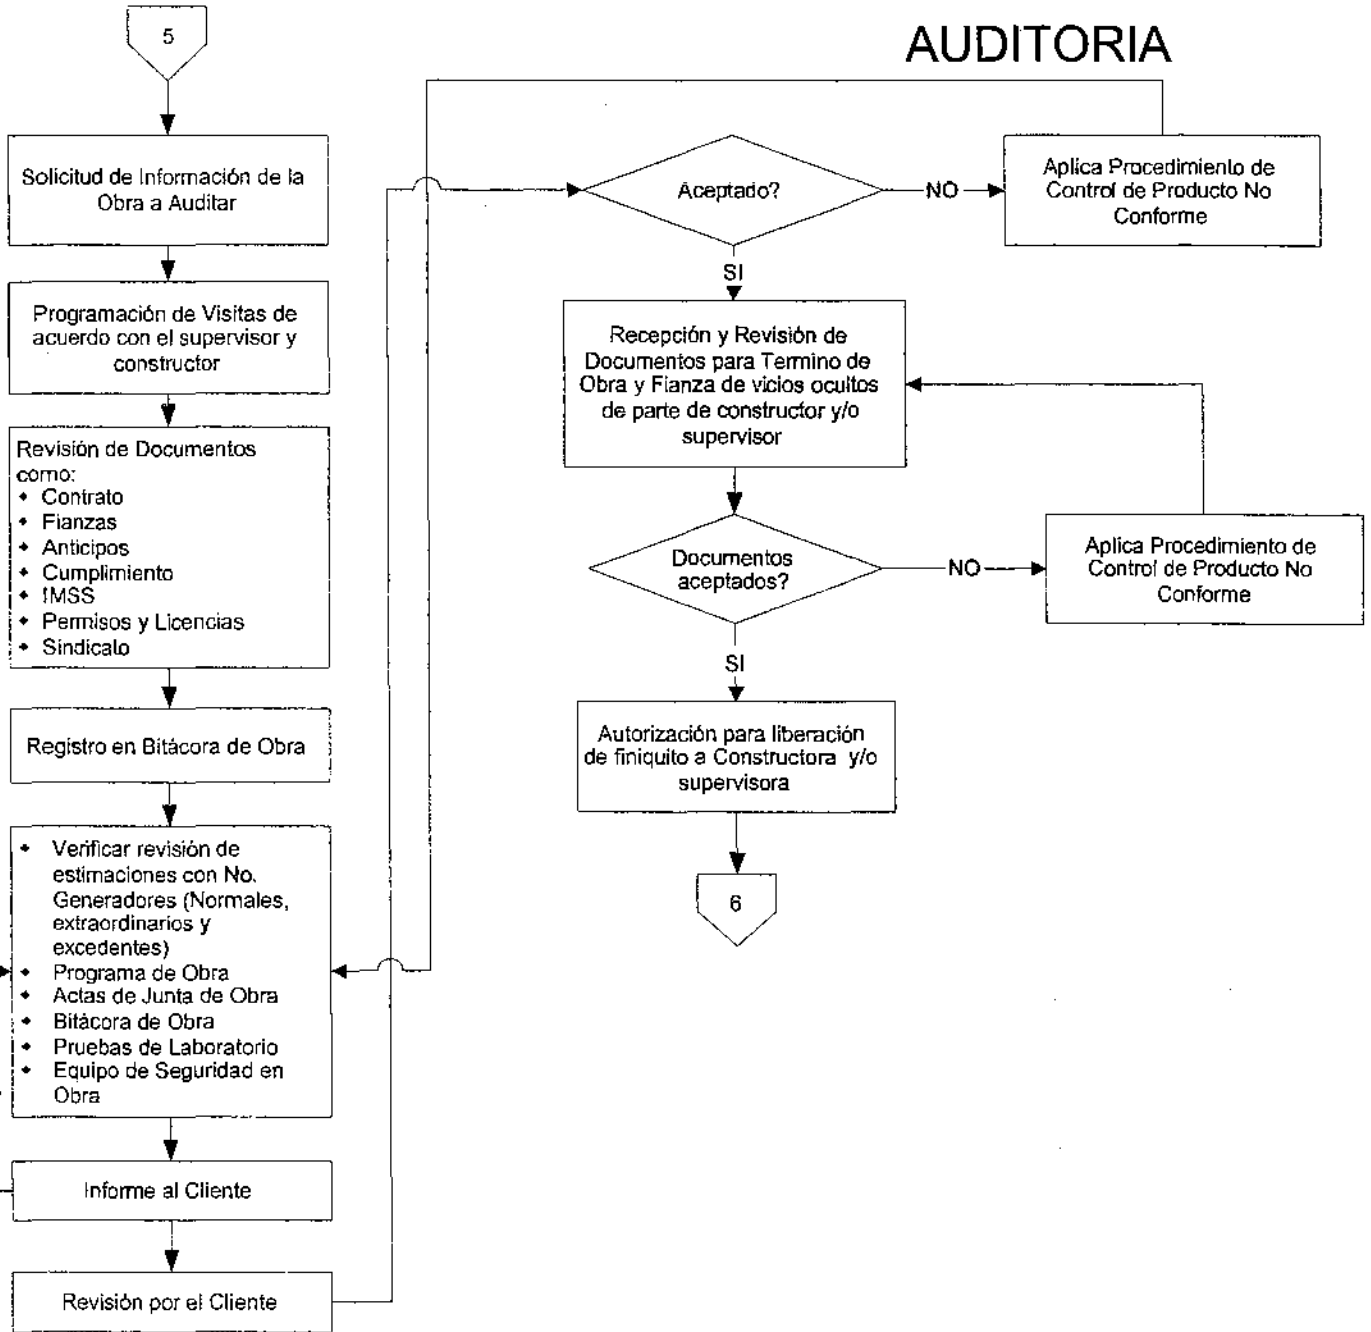 AUDITORIA
5
Solicitud de Información de la
Obra a Auditar
Programación de Visitas de
acuerdo con el supervisor y
constructor
Revisión de Documentos
como:
• Contrato
• Fianzas
• Anticipos
• Cumplimiento
• IMSS
• Permisos y Licencias
• Sindicato
Registro en Bitácora de Obra
• Verificar revisión de
estimaciones con No.
Generadores (Normales,
extraordinarios y
excedentes)
• Programa de Obra
• Actas de Junta de Obra
• Bitácora de Obra
• Pruebas de Laboratorio
• Equipo de Seguridad en
Obra
Informe al Cliente
Revisión por el Cliente
Aceptado?
NO
Aplica Procedimiento de
Control de Producto No
Conforme
SI
Recepción y Revisión de
Documentos para Termino de
Obra y Fianza de vicios ocultos
de parte de constructor y/o
supervisor
Documentos
aceptados?
NO
Aplica Procedimiento de
Control de Producto No
Conforme
SI
Autorización para liberación
de finiquito a Constructora y/o
supervisora
6